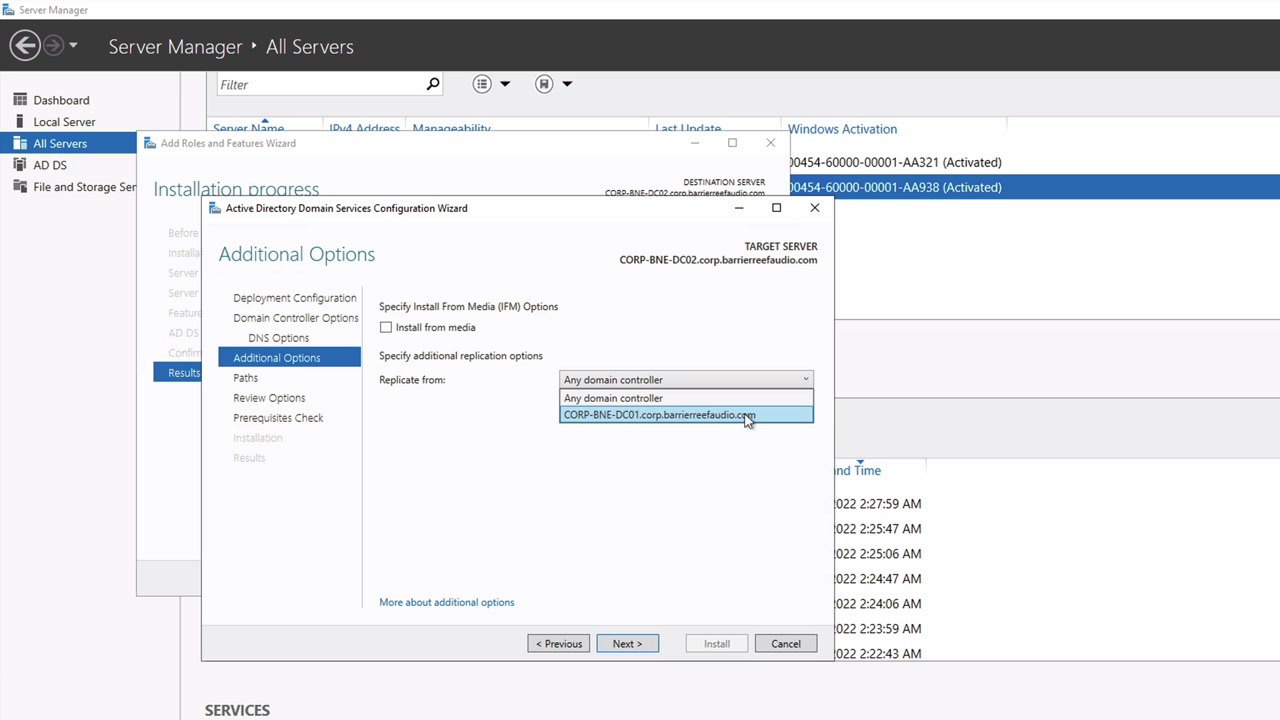 Server Manager
Server Manager ‣ All Servers
Filter
Dashboard
Local Server
All Servers
AD DS
File and Storage Ser
Server Name
IPv4 Address
Manageability
Last Update
Windows Activation
00454-60000-00001-AA321 (Activated)
00454-60000-00001-AA938 (Activated)
Add Roles and Features Wizard
Installation progress
DESTINATION SERVER
CORP-BNE-DC02.corp.barrierreefaudio.com
Before
Installa
Server
Server
Feature
AD DS
Confirm
Results
Active Directory Domain Services Configuration Wizard
Additional Options
TARGET SERVER
CORP-BNE-DC02.corp.barrierreefaudio.com
Deployment Configuration
Domain Controller Options
DNS Options
Additional Options
Paths
Review Options
Prerequisites Check
Installation
Results
Specify Install From Media (IFM) Options
Install from media
Specify additional replication options
Replicate from:
Any domain controller
Any domain controller
CORP-BNE-DC01.corp.barrierreefaudio.com
More about additional options
< Previous
Next >
Install
Cancel
and Time
2022 2:27:59 AM
2022 2:25:47 AM
2022 2:25:06 AM
2022 2:24:47 AM
2022 2:24:06 AM
2022 2:23:59 AM
2022 2:22:43 AM
SERVICES